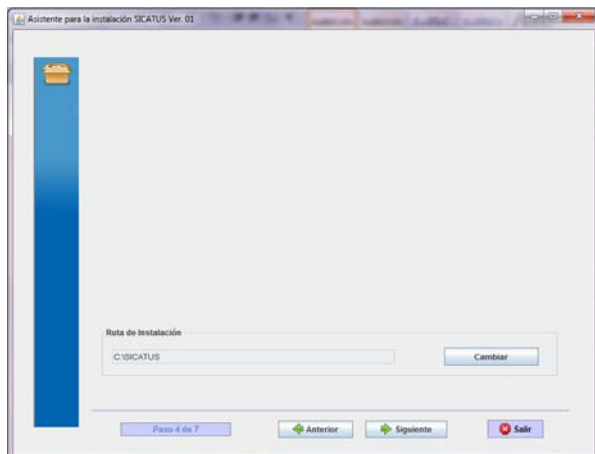 Asistente para la instalación SICATUS Ver. 01
Ruta de Instalación
C:\SICATUS
Cambiar
Paso 4 de 7
Anterior
Siguiente
Salir